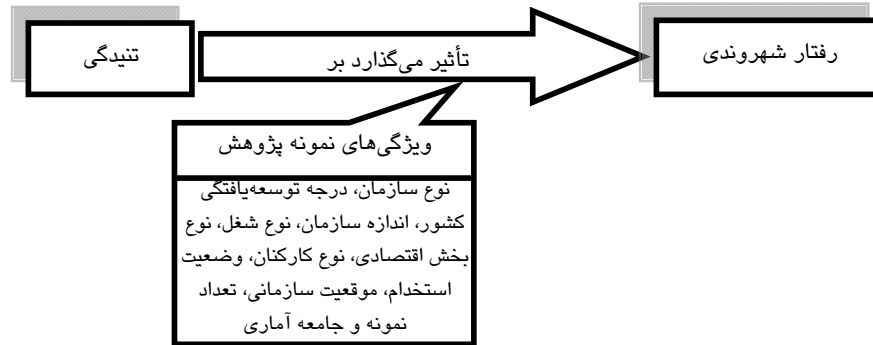 تنیدگی
تأثیر می‌گذارد بر
رفتار شهروندی
ویژگی‌های نمونه پژوهش
نوع سازمان، درجه توسعه‌یافتگی
کشور، اندازه سازمان، نوع شغل، نوع
بخش اقتصادی، نوع کارکنان، وضعیت
استخدام، موقعیت سازمانی، تعداد
نمونه و جامعه آماری